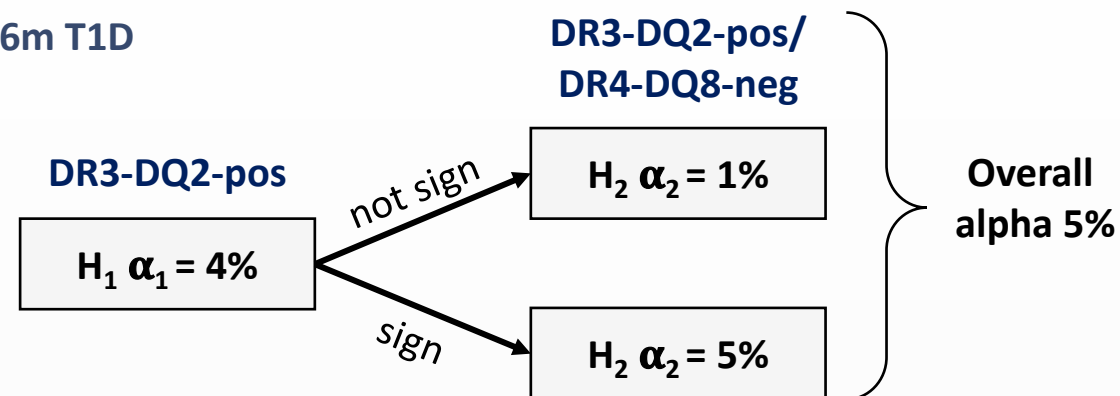 6m T1D
DR3-DQ2-pos/
DR4-DQ8-neg
DR3-DQ2-pos
not sign
H₂ α₂ = 1%
Overall
alpha 5%
H₁ α₁ = 4%
sign
H₂ α₂ = 5%